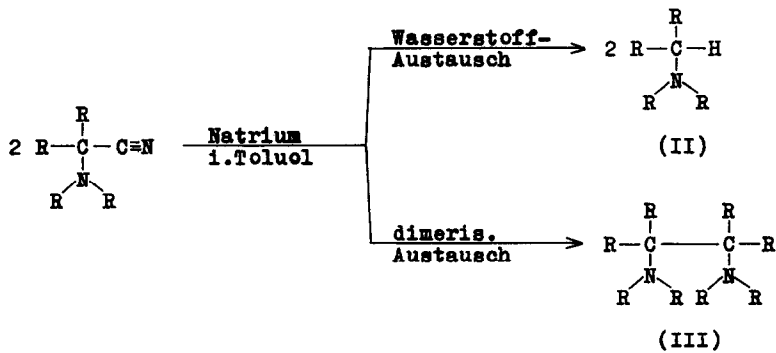 Wasserstoff-
Austausch
2 R-C-H
R
N
R R
(II)
2 R-C-C≡N
R
N
R R
Natrium
i.Toluol
dimeris.
Austausch
R R
R-C-C-R
N N
R R R R
(III)